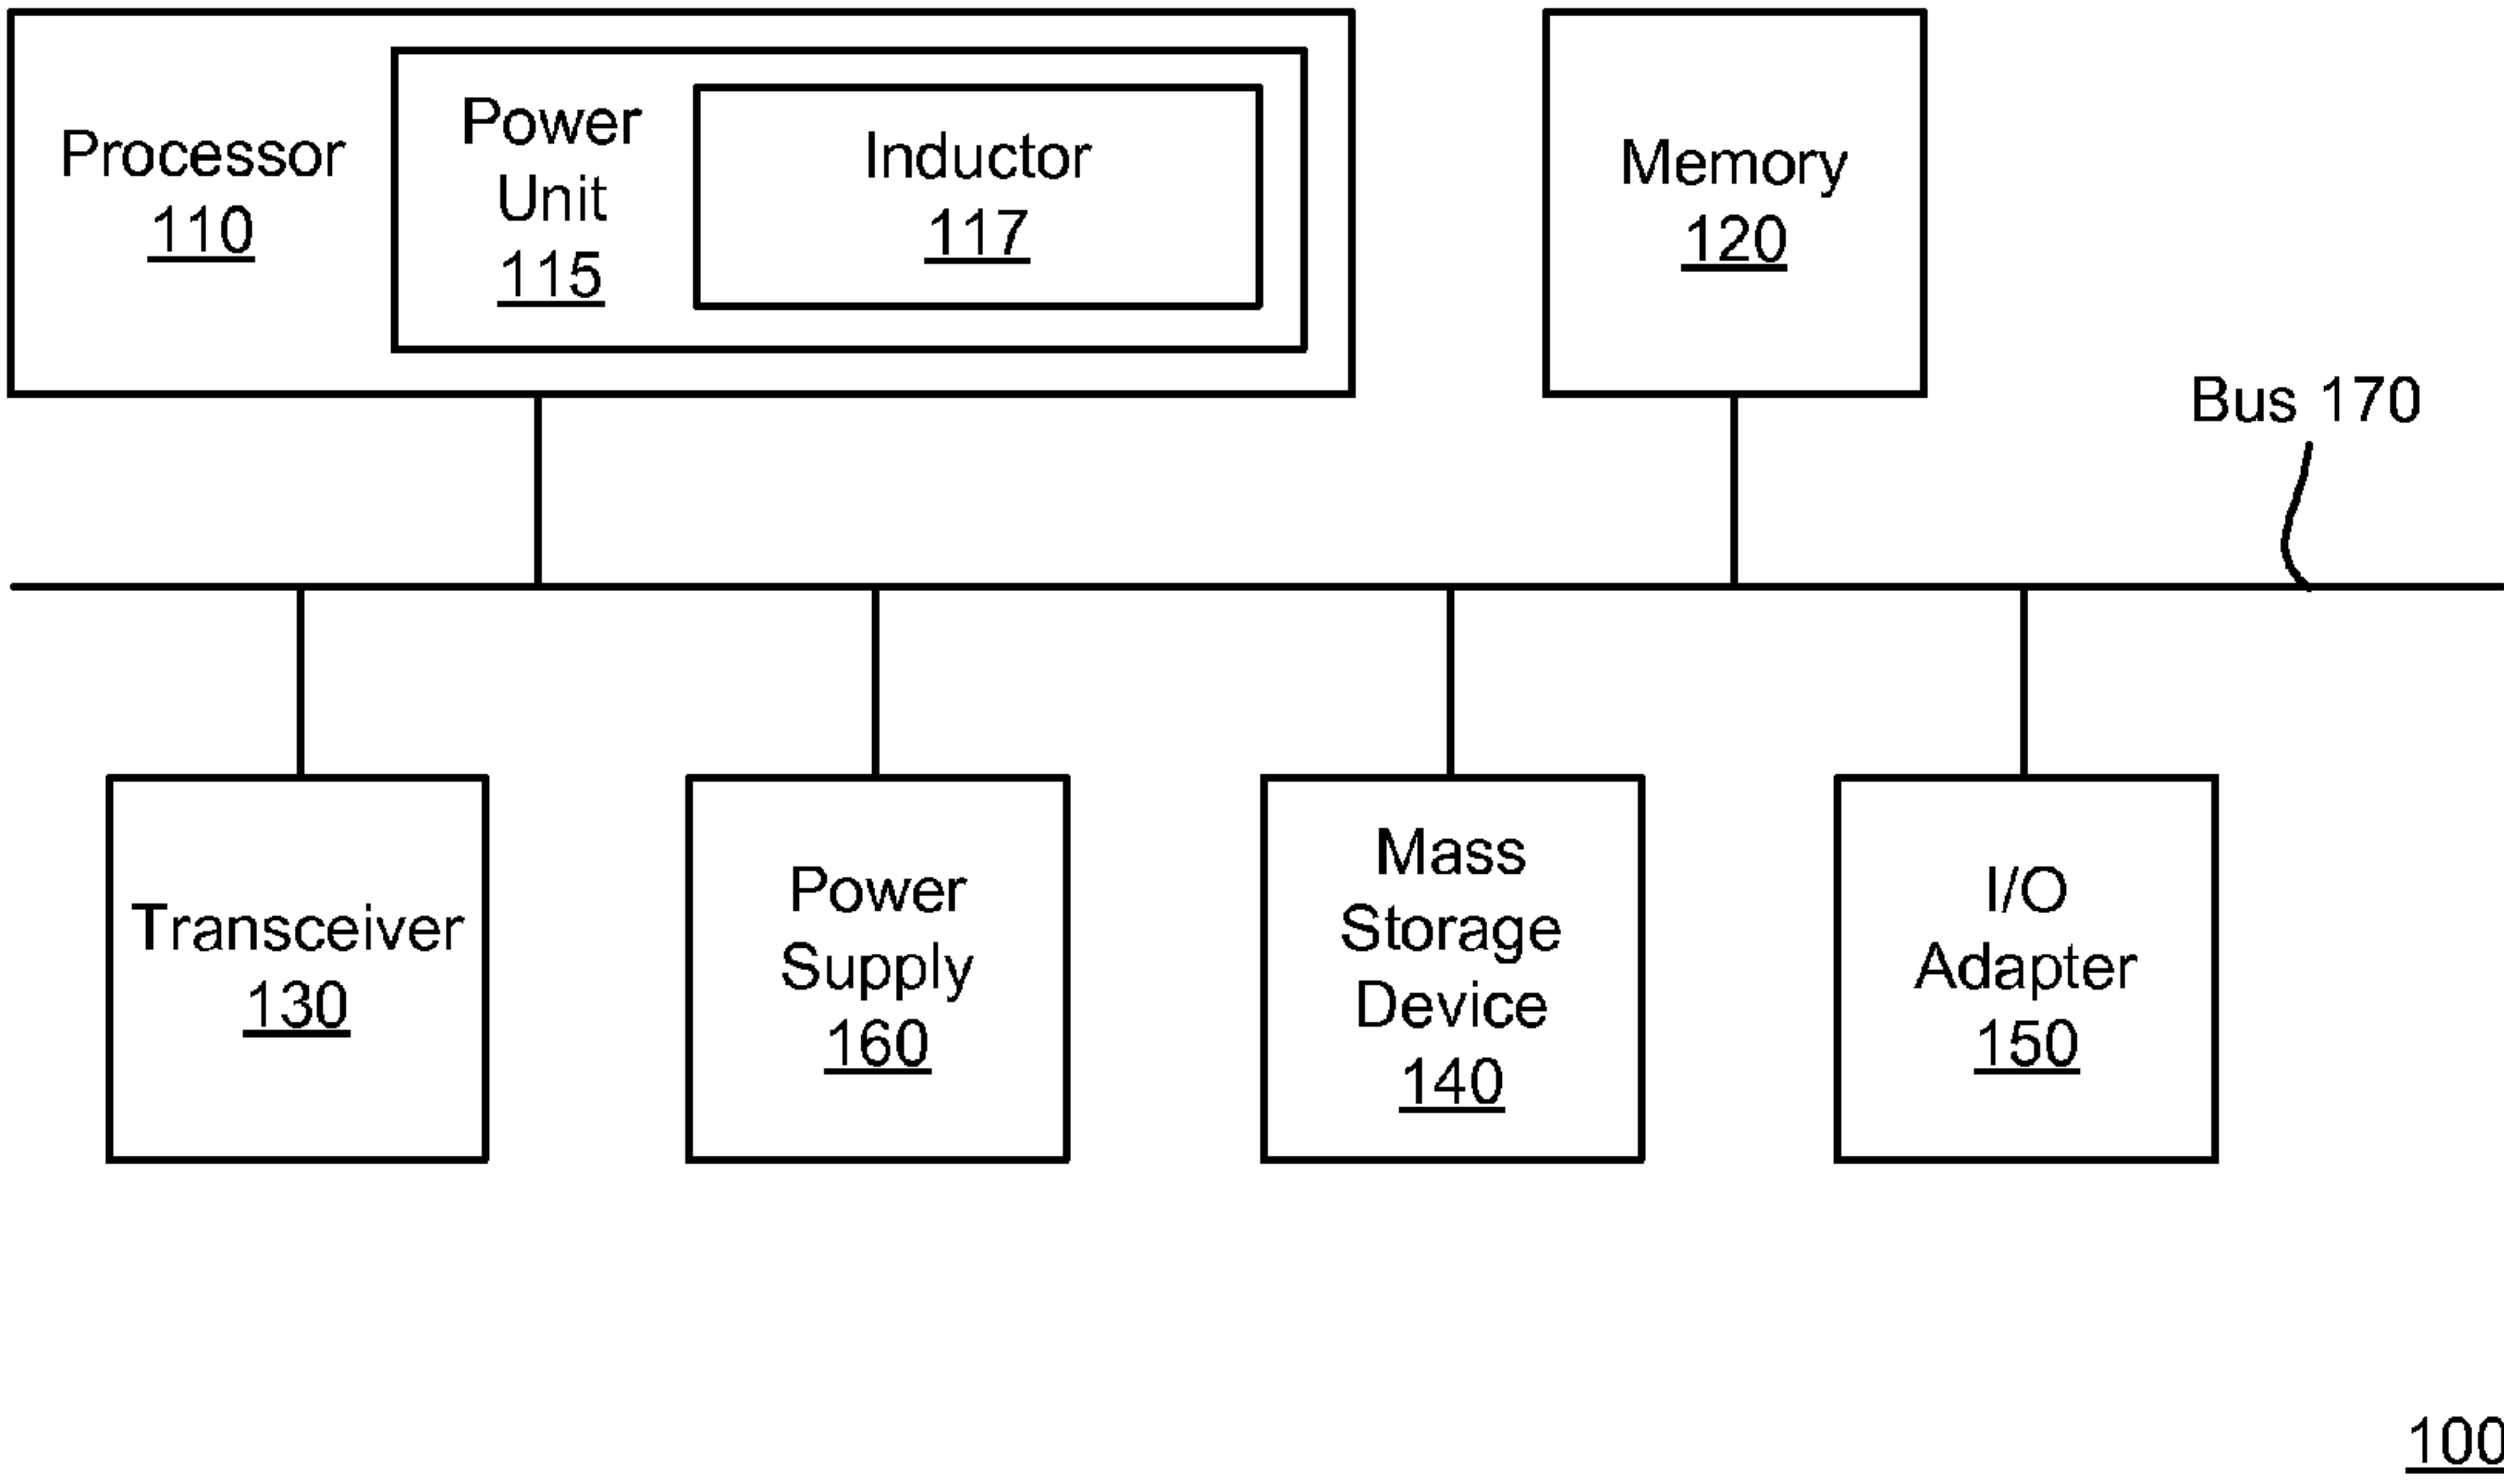 Processor
110
Power
Unit
115
Inductor
117
Memory
120
Bus 170
Transceiver
130
Power
Supply
160
Mass
Storage
Device
140
I/O
Adapter
150
100